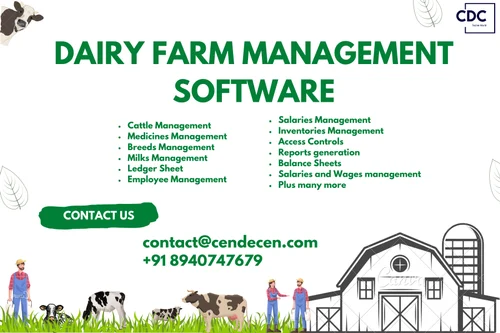 CDC
DAIRY FARM MANAGEMENT
SOFTWARE
Cattle Management
Medicines Management
Breeds Management
Milks Management
Ledger Sheet
Employee Management
Salaries Management
Inventories Management
Access Controls
Reports generation
Balance Sheets
Salaries and Wages management
Plus many more
CONTACT US
contact@cendecen.com
+91 8940747679